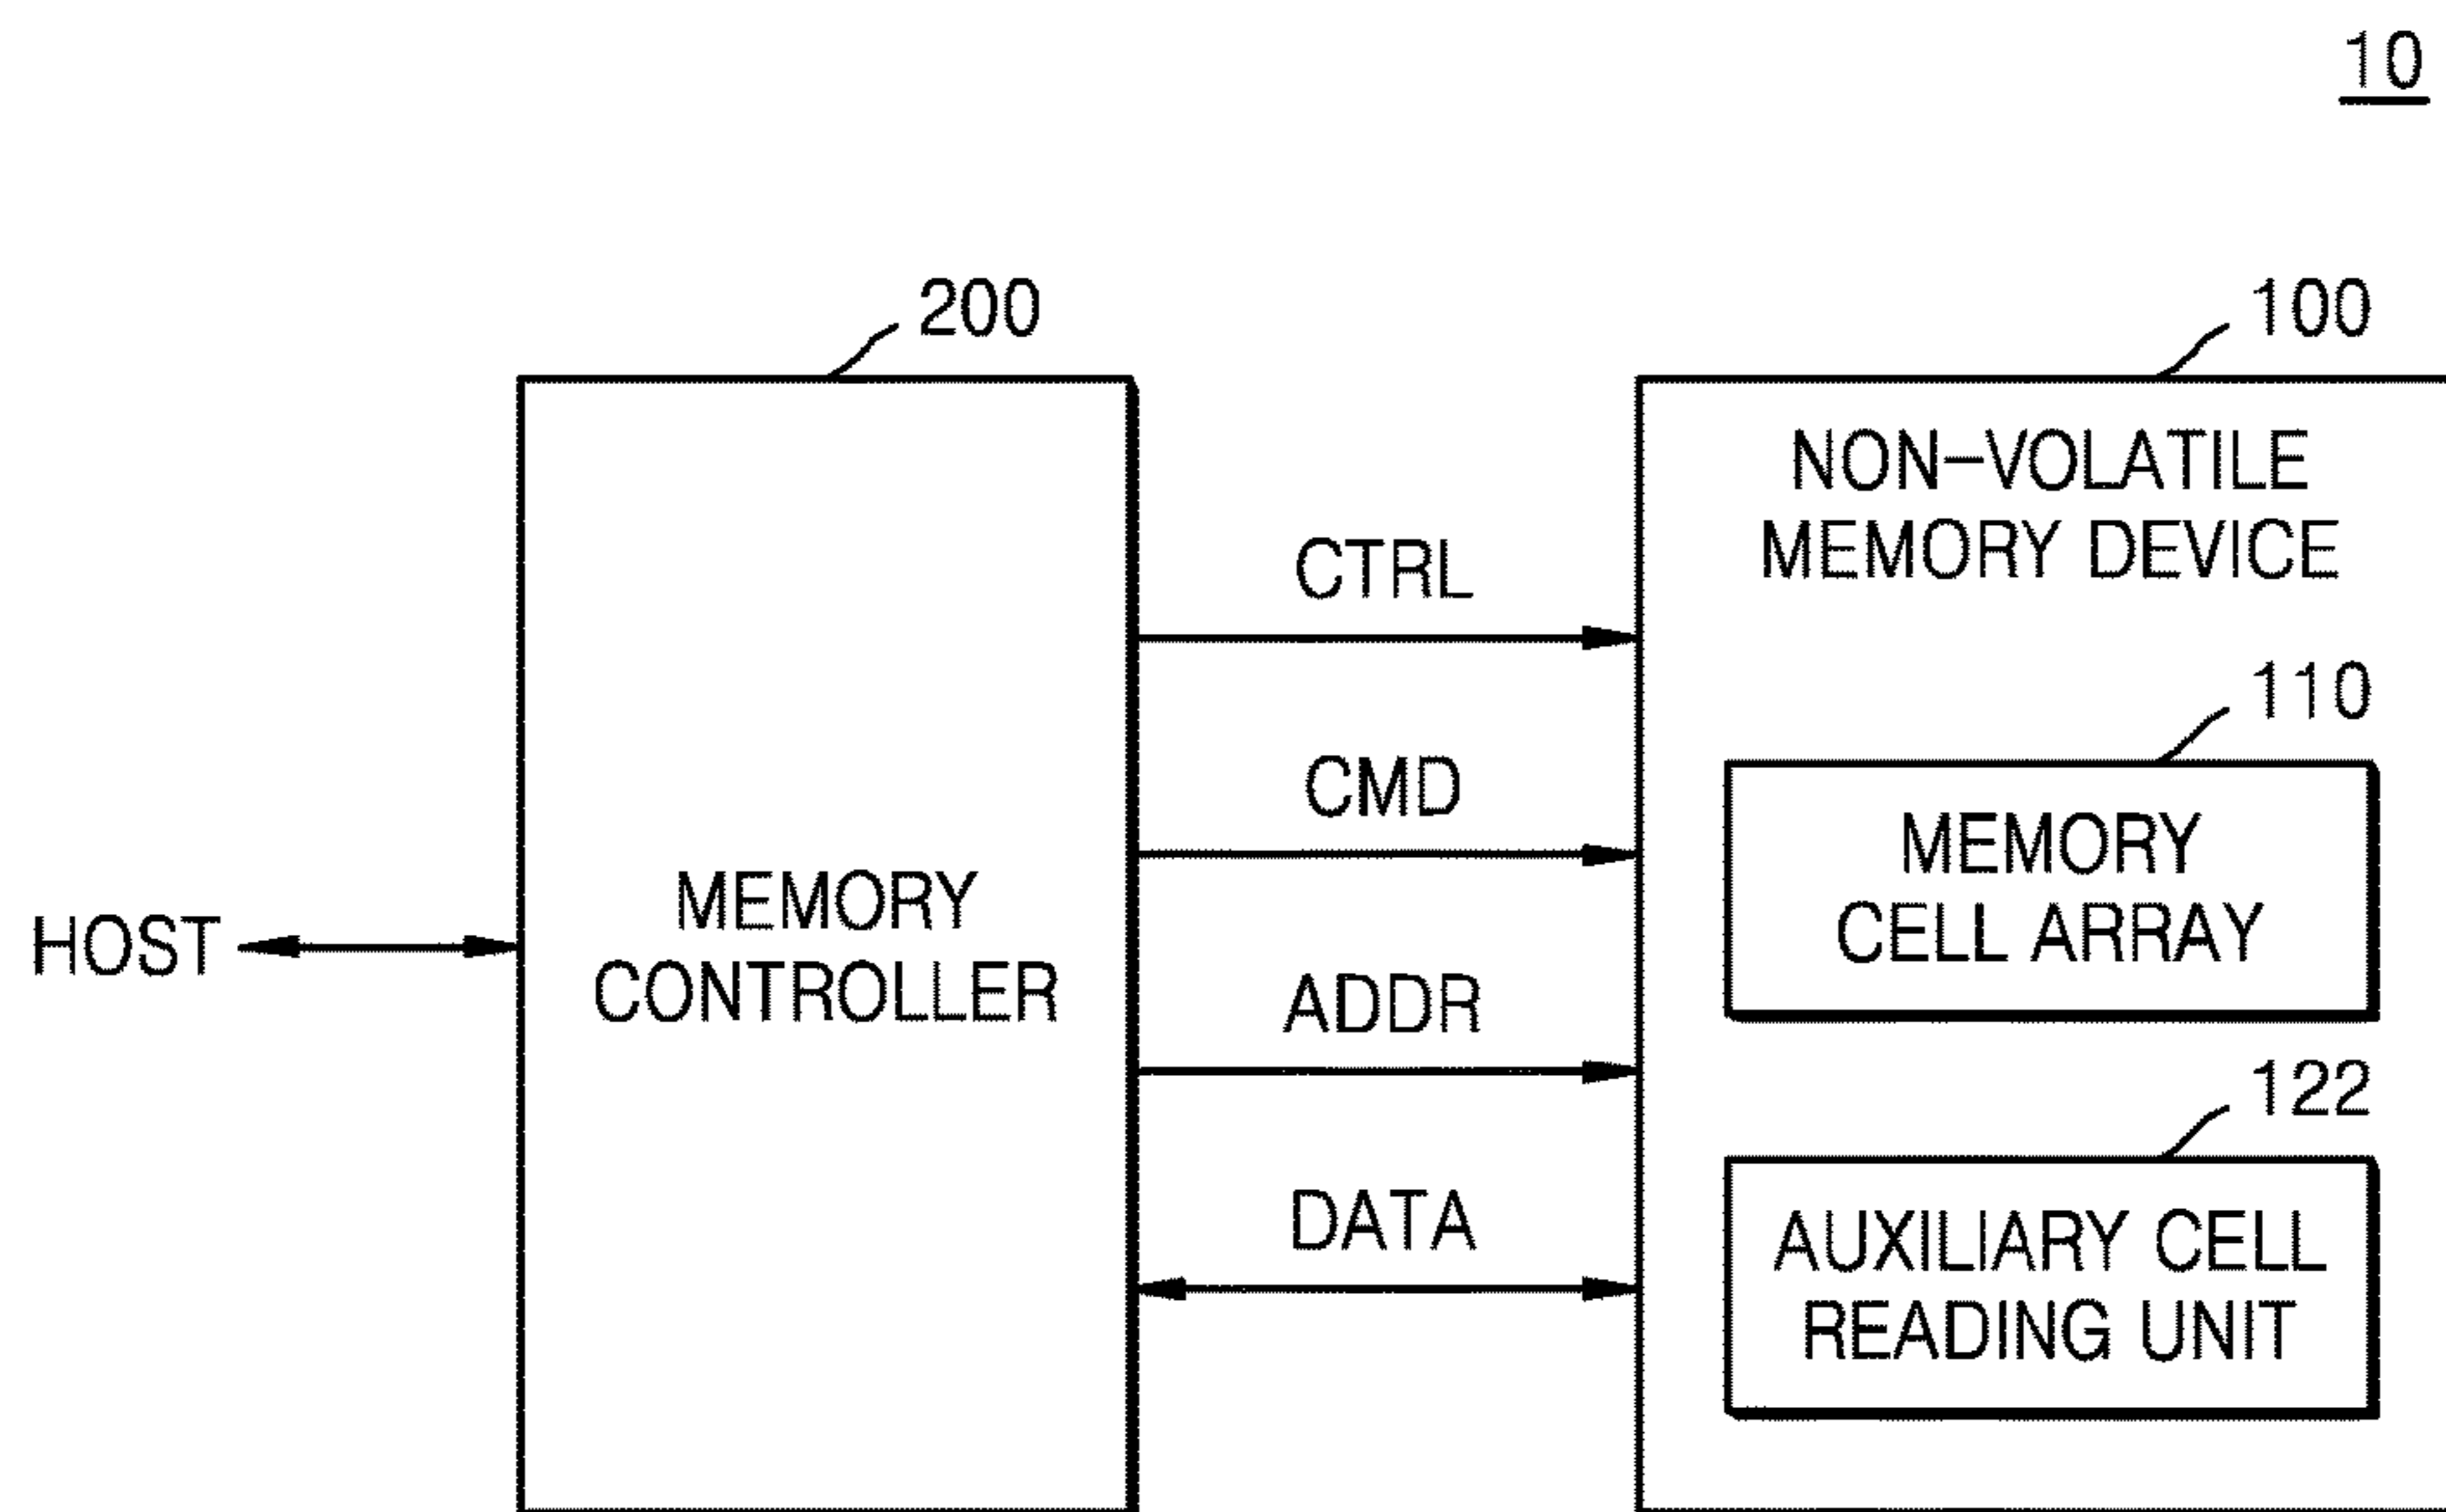 10
200
100
NON-VOLATILE
MEMORY DEVICE
CTRL
110
CMD
MEMORY
CELL ARRAY
MEMORY
CONTROLLER
HOST
ADDR
122
DATA
AUXILIARY CELL
READING UNIT